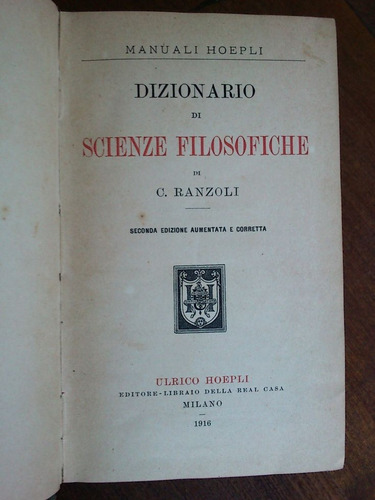 MANUALI HOEPLI
DIZIONARIO
DI
SCIENZE FILOSOFICHE
DI
C. RANZOLI
SECONDA EDIZIONE AUMENTATA E CORRETTA
ULRICO HOEPLI
EDITORE-LIBRAIO DELLA REAL CASA
MILANO
1916